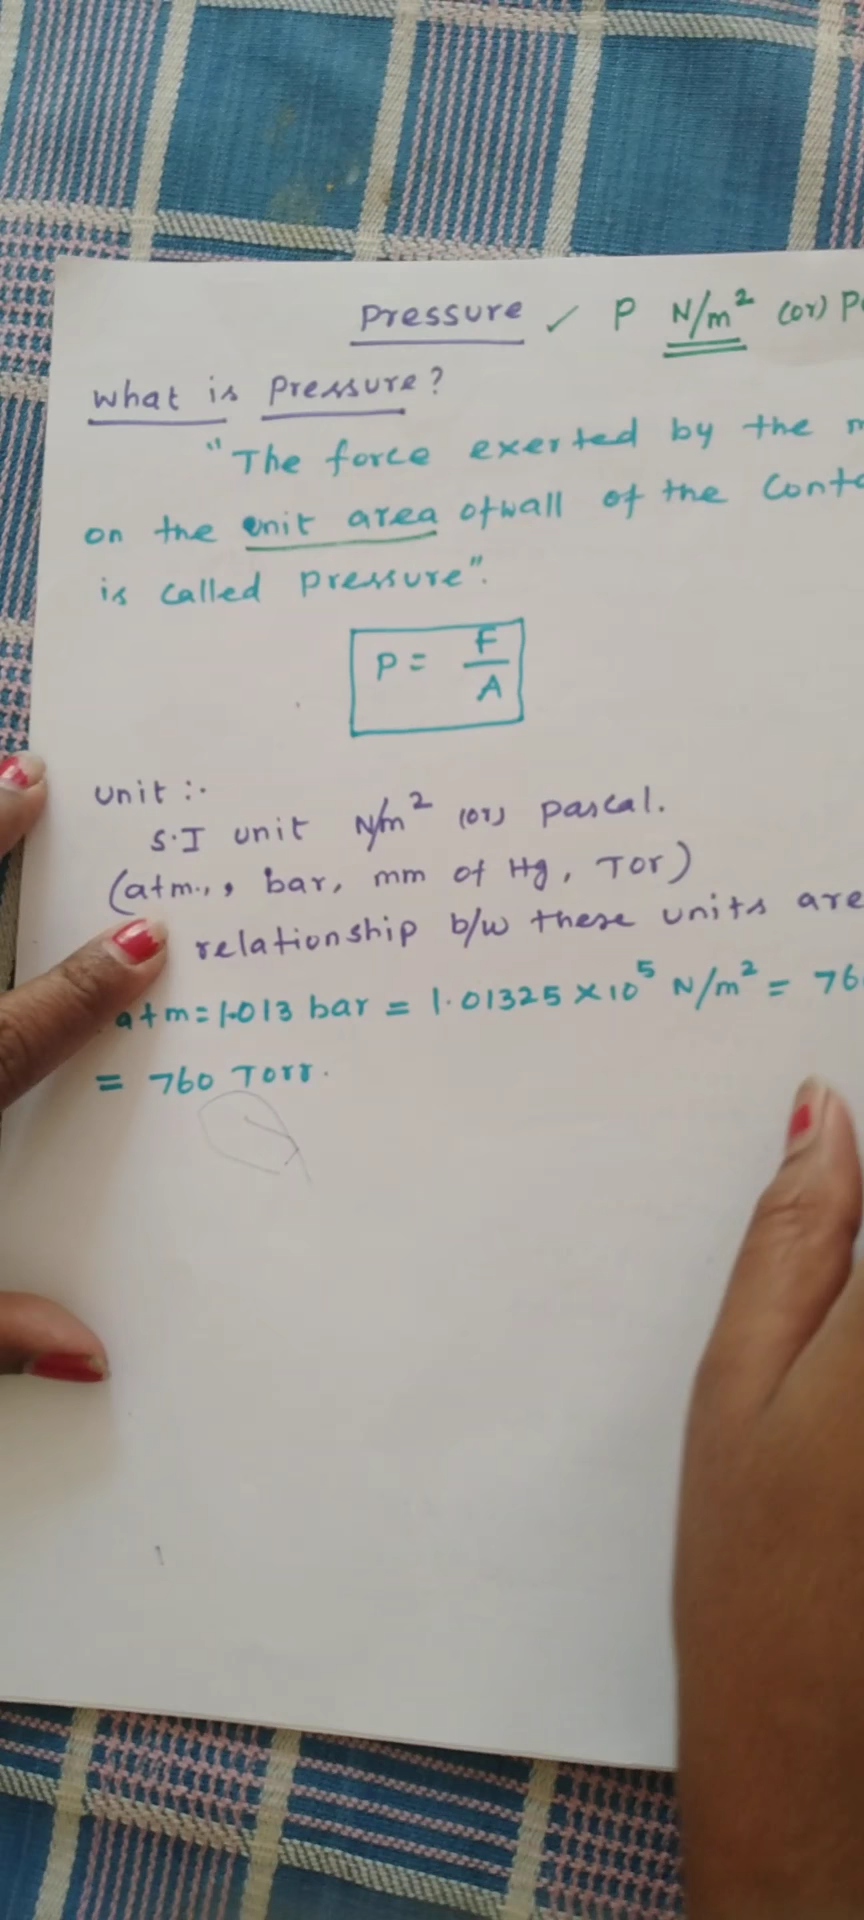 Pressure ✓ P N/m² (or) P
What is Pressure?
"The force exerted by the m
on the unit area of wall of the Conta
is called Pressure".
P = F/A
Unit :-
S.I unit N/m² (or) pascal.
(atm., bar, mm of Hg, Tor)
relationship b/w these units are
atm = 1.013 bar = 1.01325 × 10⁵ N/m² = 76
= 760 Torr.